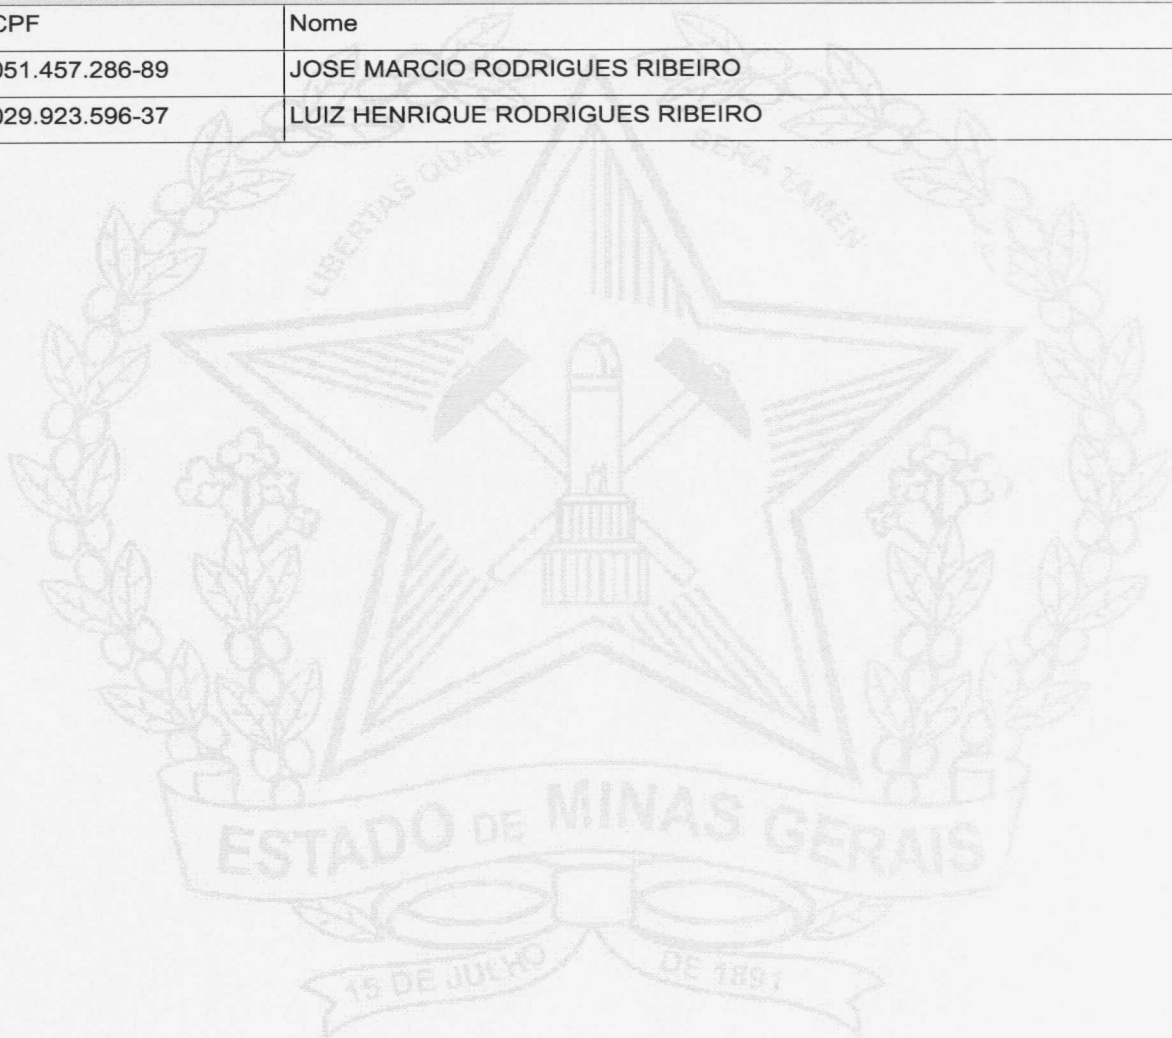 CPF Nome
051.457.286-89 JOSE MARCIO RODRIGUES RIBEIRO
029.923.596-37 LUIZ HENRIQUE RODRIGUES RIBEIRO
LIBERTAS QUAE SERA TAMEN
ESTADO DE MINAS GERAIS
15 DE JULHO DE 1891